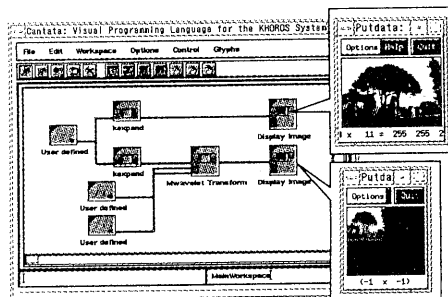 Cantata: Visual Programming Language for the KHOROS System
File Edit Workspace Options Control Glyphs
User defined
kexpand
kexpand
User defined
User defined
Mwavelet Transform
Display Image
Display Image
MainWorkspace
Putdata:
Options Help Quit
x 11 = 255 255 2
Putda
Options Quit
(-1 x -1)